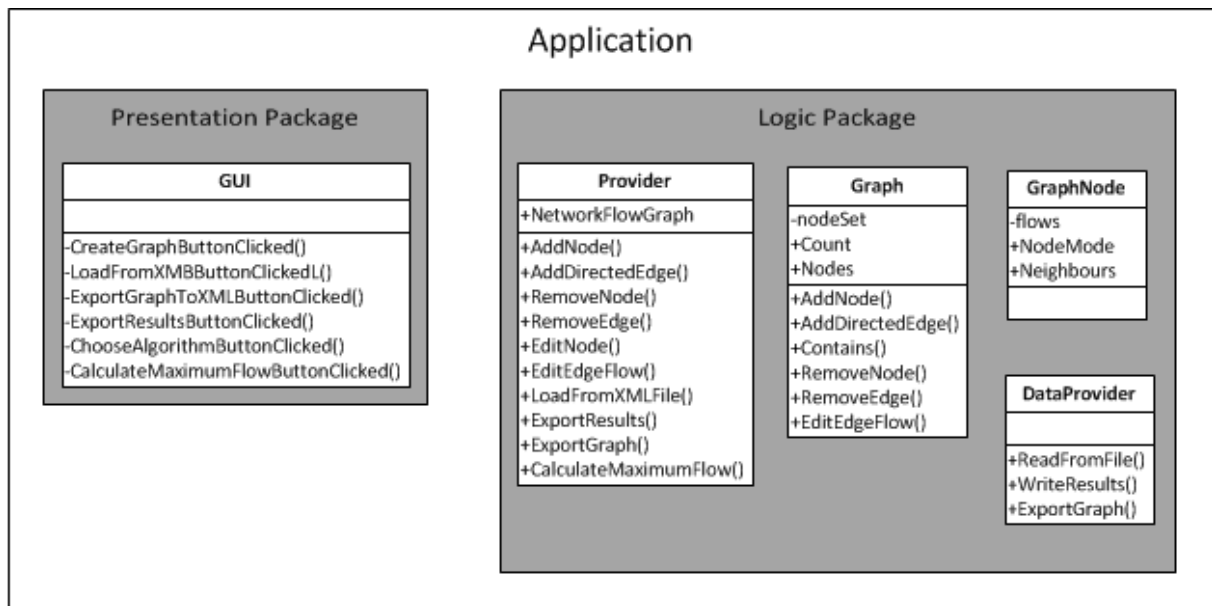 Application
Presentation Package
GUI
-CreateGraphButtonClicked()
-LoadFromXMBButtonClickedL()
-ExportGraphToXMLButtonClicked()
-ExportResultsButtonClicked()
-ChooseAlgorithmButtonClicked()
-CalculateMaximumFlowButtonClicked()
Logic Package
Provider
+NetworkFlowGraph
+AddNode()
+AddDirectedEdge()
+RemoveNode()
+RemoveEdge()
+EditNode()
+EditEdgeFlow()
+LoadFromXMLFile()
+ExportResults()
+ExportGraph()
+CalculateMaximumFlow()
Graph
-nodeSet
+Count
+Nodes
+AddNode()
+AddDirectedEdge()
+Contains()
+RemoveNode()
+RemoveEdge()
+EditEdgeFlow()
GraphNode
-flows
+NodeMode
+Neighbours
DataProvider
+ReadFromFile()
+WriteResults()
+ExportGraph()